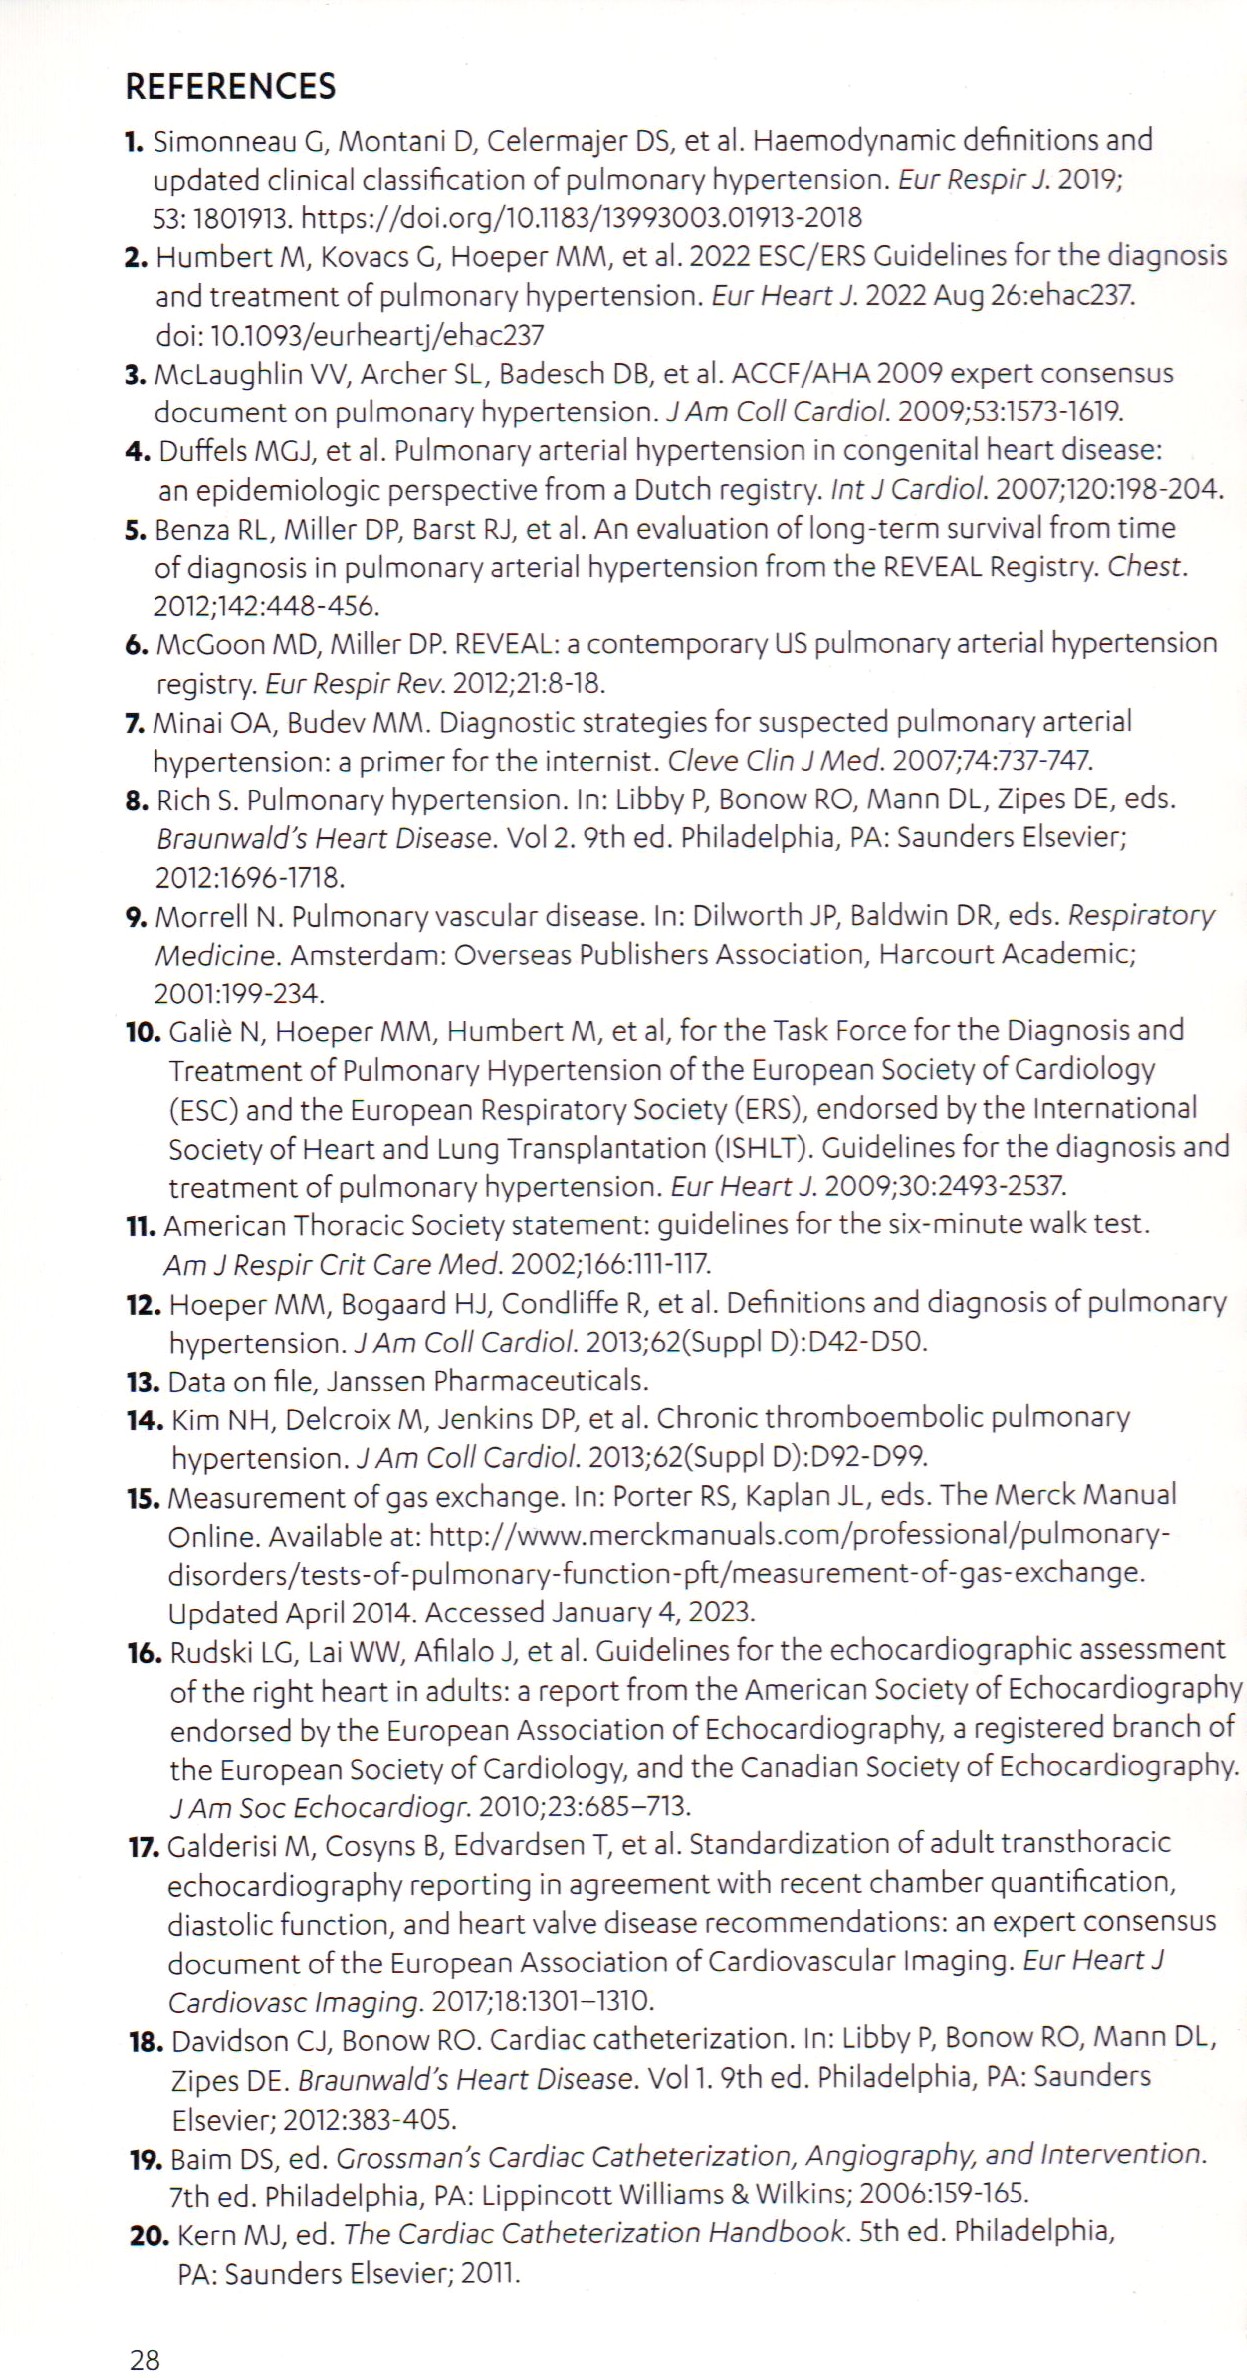 REFERENCES
1. Simonneau G, Montani D, Celermajer DS, et al. Haemodynamic definitions and
updated clinical classification of pulmonary hypertension. Eur Respir J. 2019;
53: 1801913. https://doi.org/10.1183/13993003.01913-2018
2. Humbert M, Kovacs G, Hoeper MM, et al. 2022 ESC/ERS Guidelines for the diagnosis
and treatment of pulmonary hypertension. Eur Heart J. 2022 Aug 26:ehac237.
doi: 10.1093/eurheartj/ehac237
3. McLaughlin VV, Archer SL, Badesch DB, et al. ACCF/AHA 2009 expert consensus
document on pulmonary hypertension. J Am Coll Cardiol. 2009;53:1573-1619.
4. Duffels MGJ, et al. Pulmonary arterial hypertension in congenital heart disease:
an epidemiologic perspective from a Dutch registry. Int J Cardiol. 2007;120:198-204.
5. Benza RL, Miller DP, Barst RJ, et al. An evaluation of long-term survival from time
of diagnosis in pulmonary arterial hypertension from the REVEAL Registry. Chest.
2012;142:448-456.
6. McGoon MD, Miller DP. REVEAL: a contemporary US pulmonary arterial hypertension
registry. Eur Respir Rev. 2012;21:8-18.
7. Minai OA, Budev MM. Diagnostic strategies for suspected pulmonary arterial
hypertension: a primer for the internist. Cleve Clin J Med. 2007;74:737-747.
8. Rich S. Pulmonary hypertension. In: Libby P, Bonow RO, Mann DL, Zipes DE, eds.
Braunwald's Heart Disease. Vol 2. 9th ed. Philadelphia, PA: Saunders Elsevier;
2012:1696-1718.
9. Morrell N. Pulmonary vascular disease. In: Dilworth JP, Baldwin DR, eds. Respiratory
Medicine. Amsterdam: Overseas Publishers Association, Harcourt Academic;
2001:199-234.
10. Galiè N, Hoeper MM, Humbert M, et al, for the Task Force for the Diagnosis and
Treatment of Pulmonary Hypertension of the European Society of Cardiology
(ESC) and the European Respiratory Society (ERS), endorsed by the International
Society of Heart and Lung Transplantation (ISHLT). Guidelines for the diagnosis and
treatment of pulmonary hypertension. Eur Heart J. 2009;30:2493-2537.
11. American Thoracic Society statement: guidelines for the six-minute walk test.
Am J Respir Crit Care Med. 2002;166:111-117.
12. Hoeper MM, Bogaard HJ, Condliffe R, et al. Definitions and diagnosis of pulmonary
hypertension. J Am Coll Cardiol. 2013;62(Suppl D):D42-D50.
13. Data on file, Janssen Pharmaceuticals.
14. Kim NH, Delcroix M, Jenkins DP, et al. Chronic thromboembolic pulmonary
hypertension. J Am Coll Cardiol. 2013;62(Suppl D):D92-D99.
15. Measurement of gas exchange. In: Porter RS, Kaplan JL, eds. The Merck Manual
Online. Available at: http://www.merckmanuals.com/professional/pulmonary-
disorders/tests-of-pulmonary-function-pft/measurement-of-gas-exchange.
Updated April 2014. Accessed January 4, 2023.
16. Rudski LG, Lai WW, Afilalo J, et al. Guidelines for the echocardiographic assessment
of the right heart in adults: a report from the American Society of Echocardiography
endorsed by the European Association of Echocardiography, a registered branch of
the European Society of Cardiology, and the Canadian Society of Echocardiography.
J Am Soc Echocardiogr. 2010;23:685–713.
17. Galderisi M, Cosyns B, Edvardsen T, et al. Standardization of adult transthoracic
echocardiography reporting in agreement with recent chamber quantification,
diastolic function, and heart valve disease recommendations: an expert consensus
document of the European Association of Cardiovascular Imaging. Eur Heart J
Cardiovasc Imaging. 2017;18:1301–1310.
18. Davidson CJ, Bonow RO. Cardiac catheterization. In: Libby P, Bonow RO, Mann DL,
Zipes DE. Braunwald's Heart Disease. Vol 1. 9th ed. Philadelphia, PA: Saunders
Elsevier; 2012:383-405.
19. Baim DS, ed. Grossman's Cardiac Catheterization, Angiography, and Intervention.
7th ed. Philadelphia, PA: Lippincott Williams & Wilkins; 2006:159-165.
20. Kern MJ, ed. The Cardiac Catheterization Handbook. 5th ed. Philadelphia,
PA: Saunders Elsevier; 2011.
28